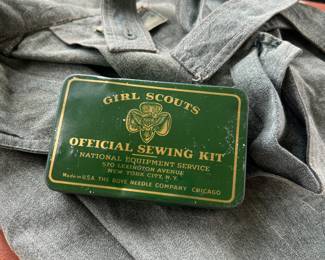 GIRL SCOUTS
OFFICIAL SEWING KIT
NATIONAL EQUIPMENT SERVICE
570 LEXINGTON AVENUE
NEW YORK CITY, N.Y.
Made in U.S.A. THE BOYE NEEDLE COMPANY CHICAGO